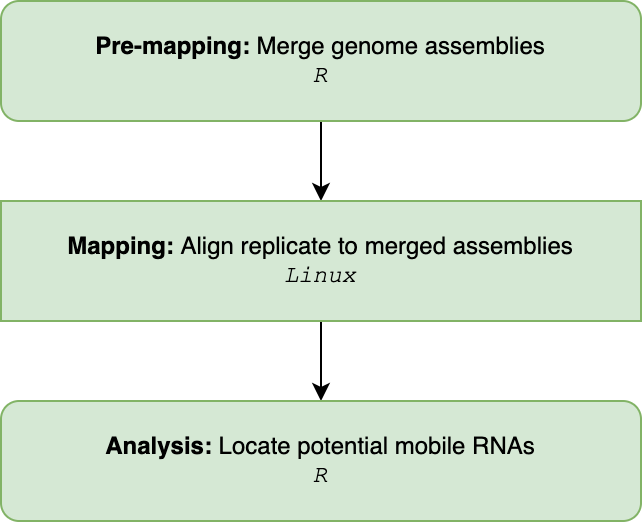 Pre-mapping: Merge genome assemblies
R
Mapping: Align replicate to merged assemblies
Linux
Analysis: Locate potential mobile RNAs
R